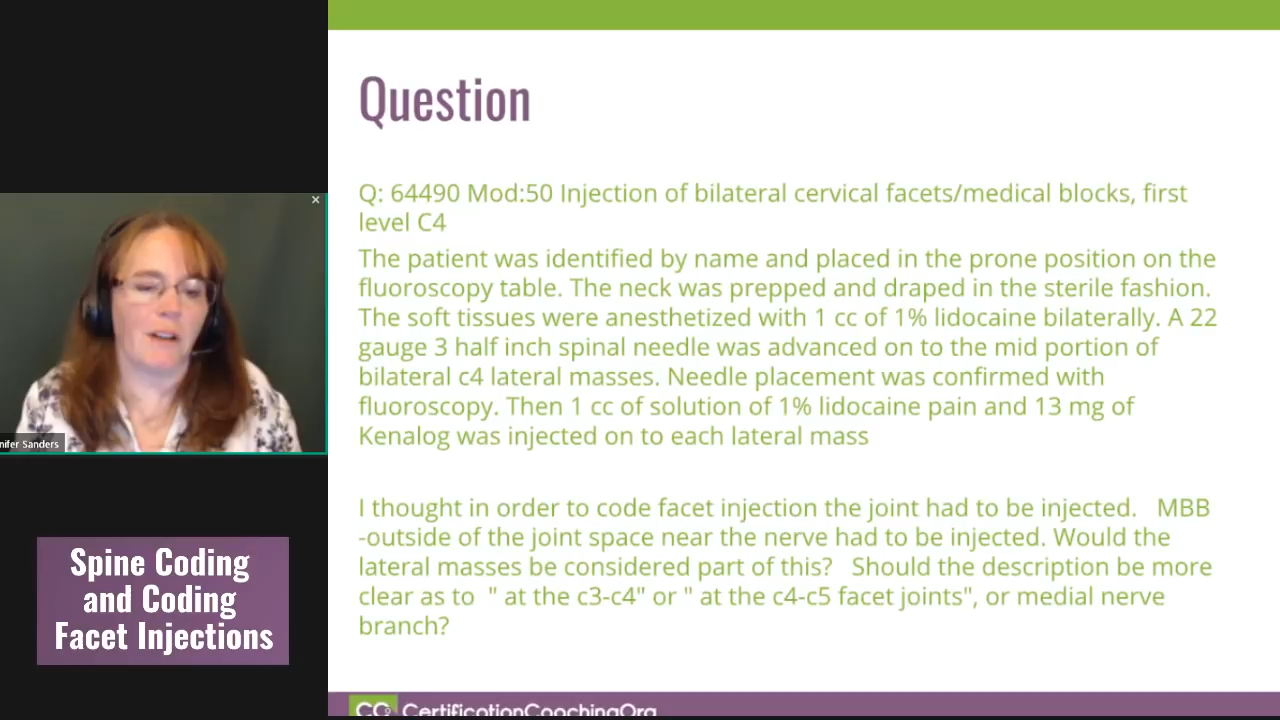 Question
Q: 64490 Mod:50 Injection of bilateral cervical facets/medical blocks, first
level C4
The patient was identified by name and placed in the prone position on the
fluoroscopy table. The neck was prepped and draped in the sterile fashion.
The soft tissues were anesthetized with 1 cc of 1% lidocaine bilaterally. A 22
gauge 3 half inch spinal needle was advanced on to the mid portion of
bilateral c4 lateral masses. Needle placement was confirmed with
fluoroscopy. Then 1 cc of solution of 1% lidocaine pain and 13 mg of
Kenalog was injected on to each lateral mass
I thought in order to code facet injection the joint had to be injected. MBB
-outside of the joint space near the nerve had to be injected. Would the
lateral masses be considered part of this? Should the description be more
clear as to " at the c3-c4" or " at the c4-c5 facet joints", or medial nerve
branch?
nifer Sanders
Spine Coding
and Coding
Facet Injections
CCO CertificationCoachingOrg